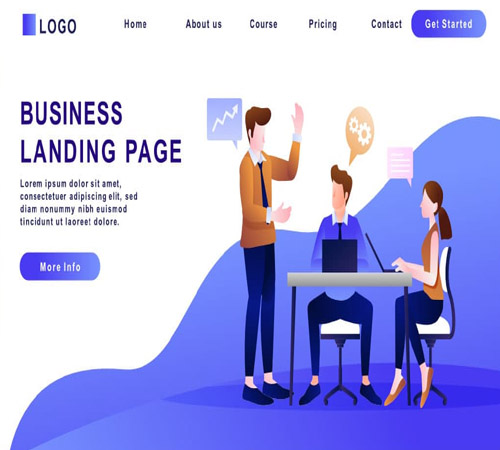 LOGO
Home
About us
Course
Pricing
Contact
Get Started
BUSINESS
LANDING PAGE
Lorem ipsum dolor sit amet,
consectetuer adipiscing elit, sed
diam nonummy nibh euismod
tincidunt ut laoreet dolore.
More Info